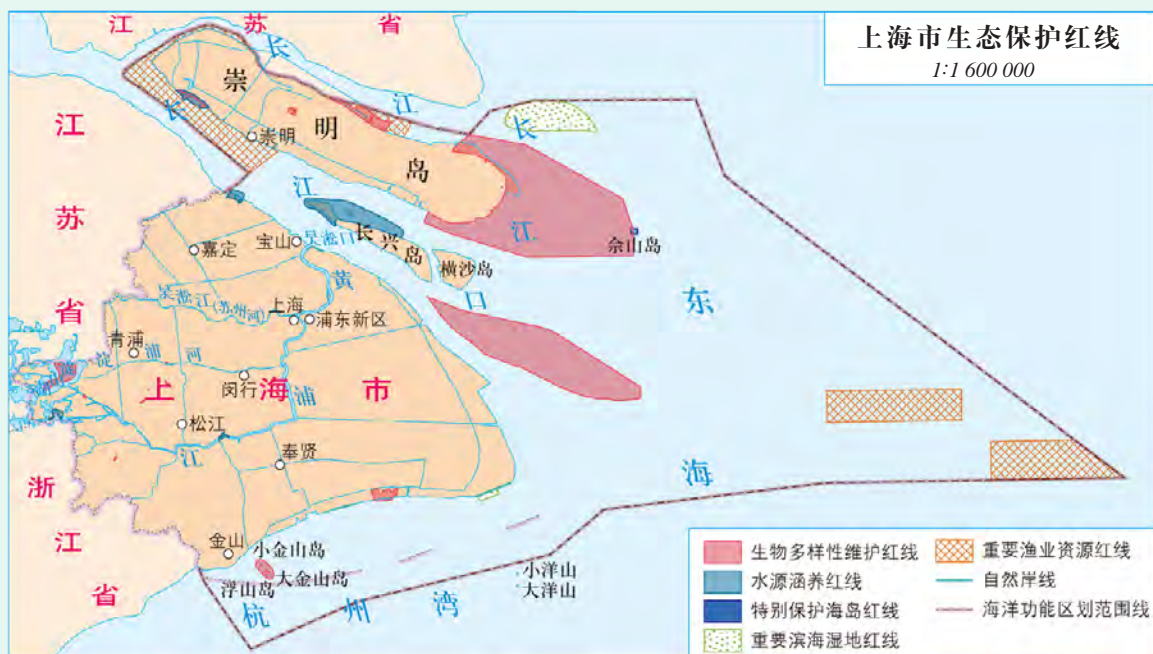 上海市生态保护红线
1:1 600 000
江 苏 省
长
江
崇
明
岛
长
崇明
江苏省
长
江
江
佘山岛
嘉定
宝山
吴淞口
长兴岛
横沙岛
黄
口
东
吴淞江(苏州河)
上海
浦东新区
青浦
淀浦河
上海市
闵行
浦
松江
江
奉贤
海
浙江省
金山
小金山岛
大金山岛
浮山岛
小洋山
大洋山
杭州湾
生物多样性维护红线
水源涵养红线
特别保护海岛红线
重要滨海湿地红线
重要渔业资源红线
自然岸线
海洋功能区划范围线